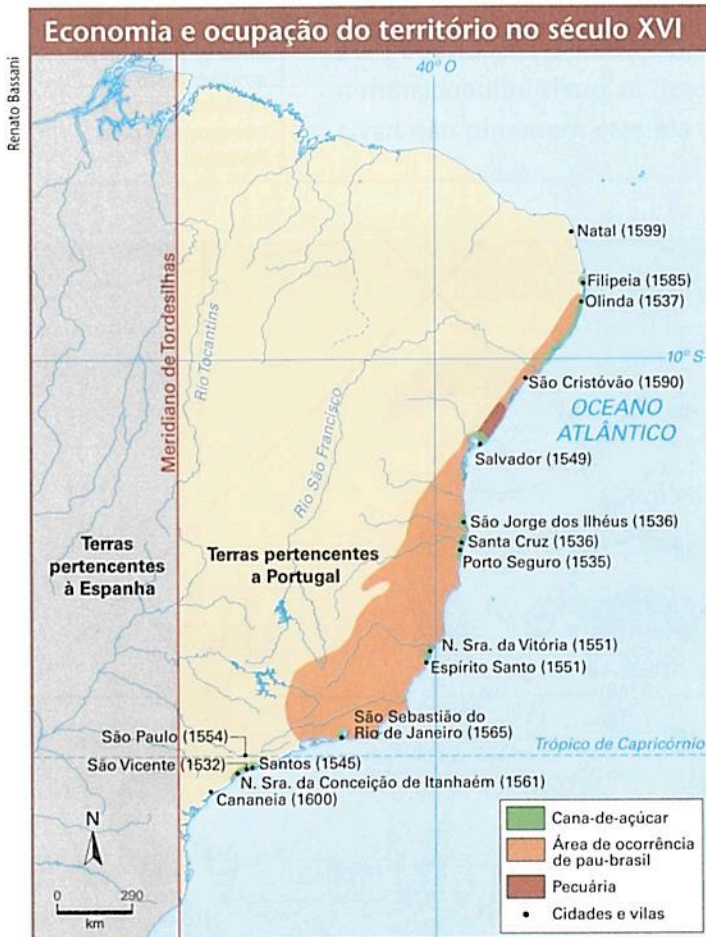 Economia e ocupação do território no século XVI
Renato Bassani
40° O
Natal (1599)
Filipeia (1585)
Olinda (1537)
10° S
São Cristóvão (1590)
OCEANO
ATLÂNTICO
Salvador (1549)
Meridiano de Tordesilhas
Rio Tocantins
Rio São Francisco
São Jorge dos Ilhéus (1536)
Santa Cruz (1536)
Porto Seguro (1535)
Terras
pertencentes
à Espanha
Terras pertencentes
a Portugal
N. Sra. da Vitória (1551)
Espírito Santo (1551)
São Sebastião do
Rio de Janeiro (1565)
São Paulo (1554)
Trópico de Capricórnio
São Vicente (1532)
Santos (1545)
N. Sra. da Conceição de Itanhaém (1561)
Cananeia (1600)
N
0 290
km
Cana-de-açúcar
Área de ocorrência
de pau-brasil
Pecuária
Cidades e vilas